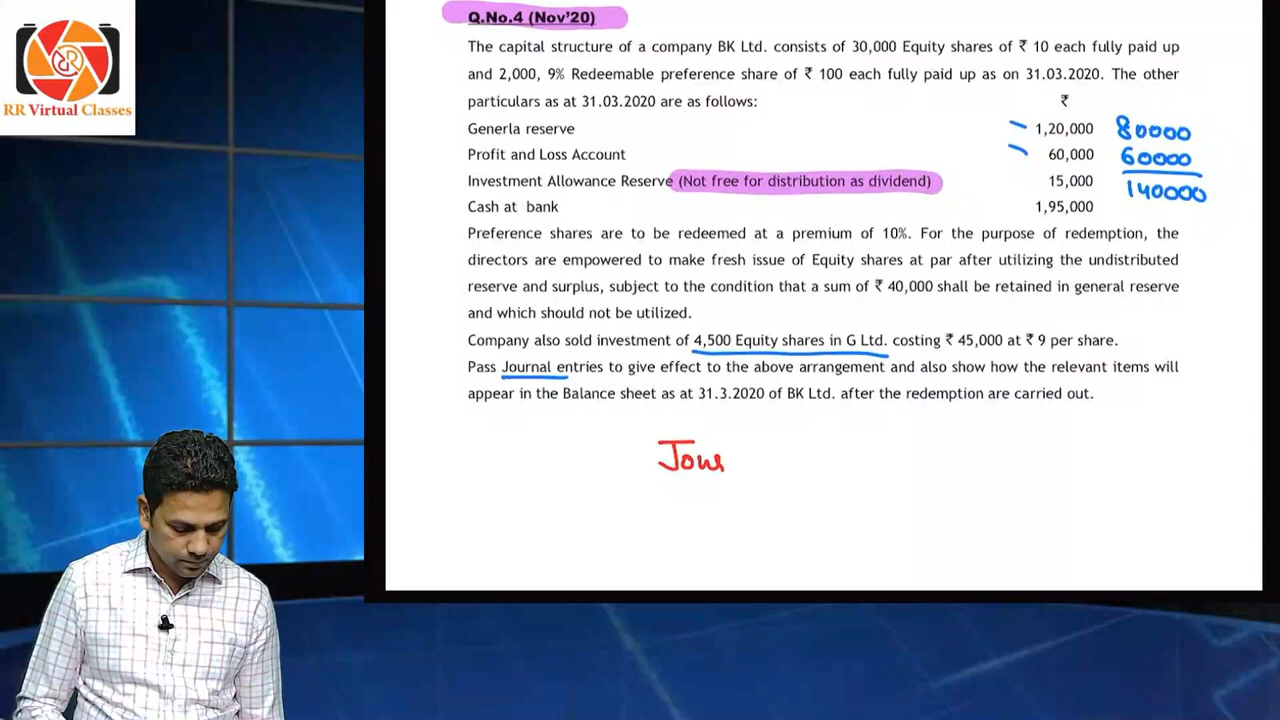 RR Virtual Classes
Q.No.4 (Nov'20)
The capital structure of a company BK Ltd. consists of 30,000 Equity shares of ₹ 10 each fully paid up
and 2,000, 9% Redeemable preference share of ₹ 100 each fully paid up as on 31.03.2020. The other
particulars as at 31.03.2020 are as follows: ₹
Generla reserve 1,20,000 80000
Profit and Loss Account 60,000 60000
Investment Allowance Reserve (Not free for distribution as dividend) 15,000 140000
Cash at bank 1,95,000
Preference shares are to be redeemed at a premium of 10%. For the purpose of redemption, the
directors are empowered to make fresh issue of Equity shares at par after utilizing the undistributed
reserve and surplus, subject to the condition that a sum of ₹ 40,000 shall be retained in general reserve
and which should not be utilized.
Company also sold investment of 4,500 Equity shares in G Ltd. costing ₹ 45,000 at ₹ 9 per share.
Pass Journal entries to give effect to the above arrangement and also show how the relevant items will
appear in the Balance sheet as at 31.3.2020 of BK Ltd. after the redemption are carried out.
Jour